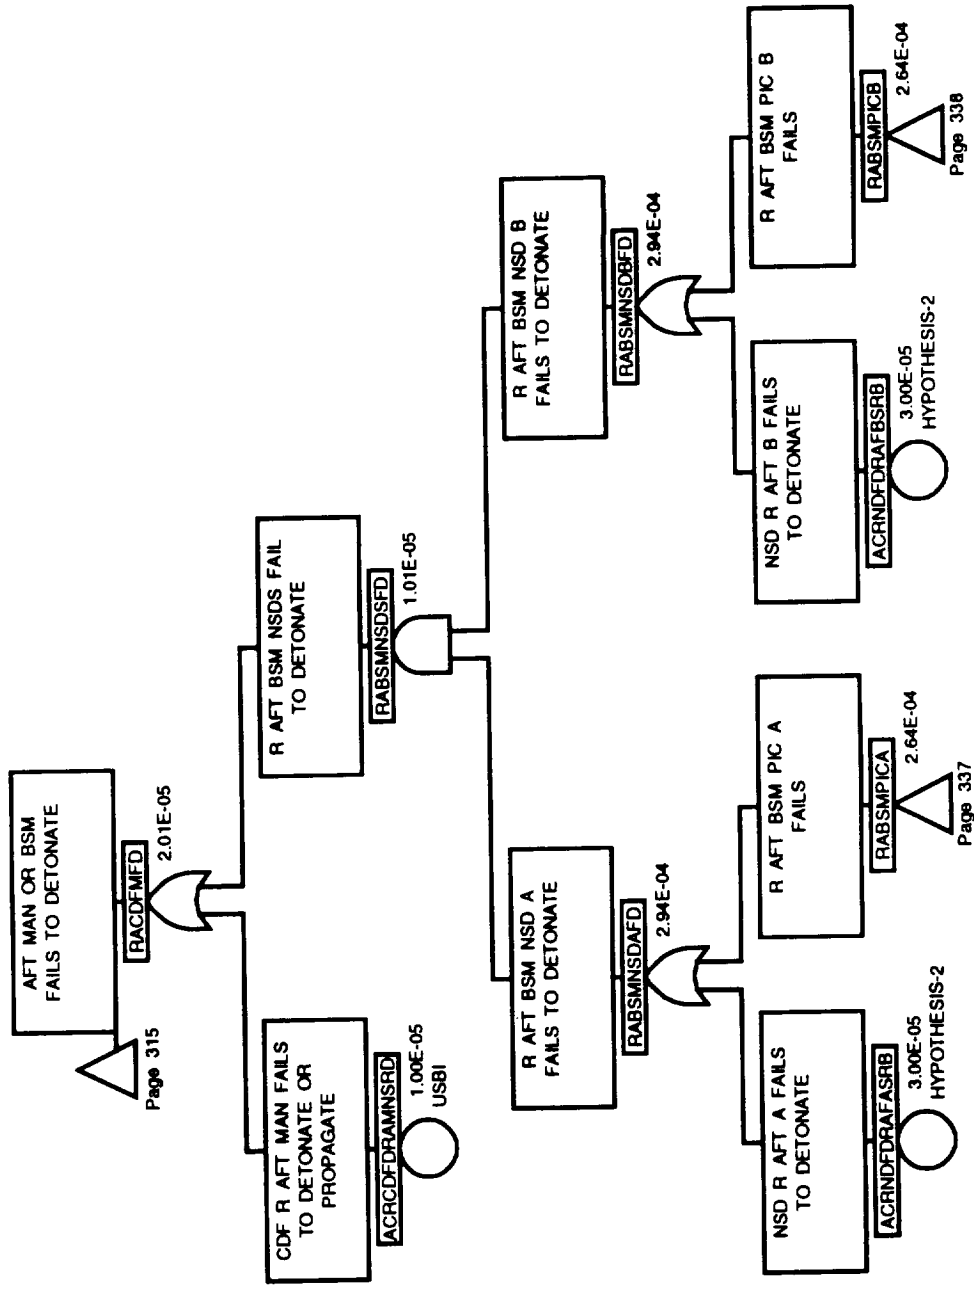 AFT MAN OR BSM
FAILS TO DETONATE
RACDFMFD
2.01E-05
Page 315
CDF R AFT MAN FAILS
TO DETONATE OR
PROPAGATE
ACRCDFDRAMNSRD
1.00E-05
USBI
R AFT BSM NSDS FAIL
TO DETONATE
RABSMNSDSFD
1.01E-05
R AFT BSM NSD A
FAILS TO DETONATE
RABSMNSDAFD
2.94E-04
R AFT BSM NSD B
FAILS TO DETONATE
RABSMNSDBFD
2.94E-04
NSD R AFT A FAILS
TO DETONATE
ACRNDFDRAFASRB
3.00E-05
HYPOTHESIS-2
R AFT BSM PIC A
FAILS
RABSMPICA
2.64E-04
Page 337
NSD R AFT B FAILS
TO DETONATE
ACRNDFDRAFBSRB
3.00E-05
HYPOTHESIS-2
R AFT BSM PIC B
FAILS
RABSMPICB
2.64E-04
Page 338